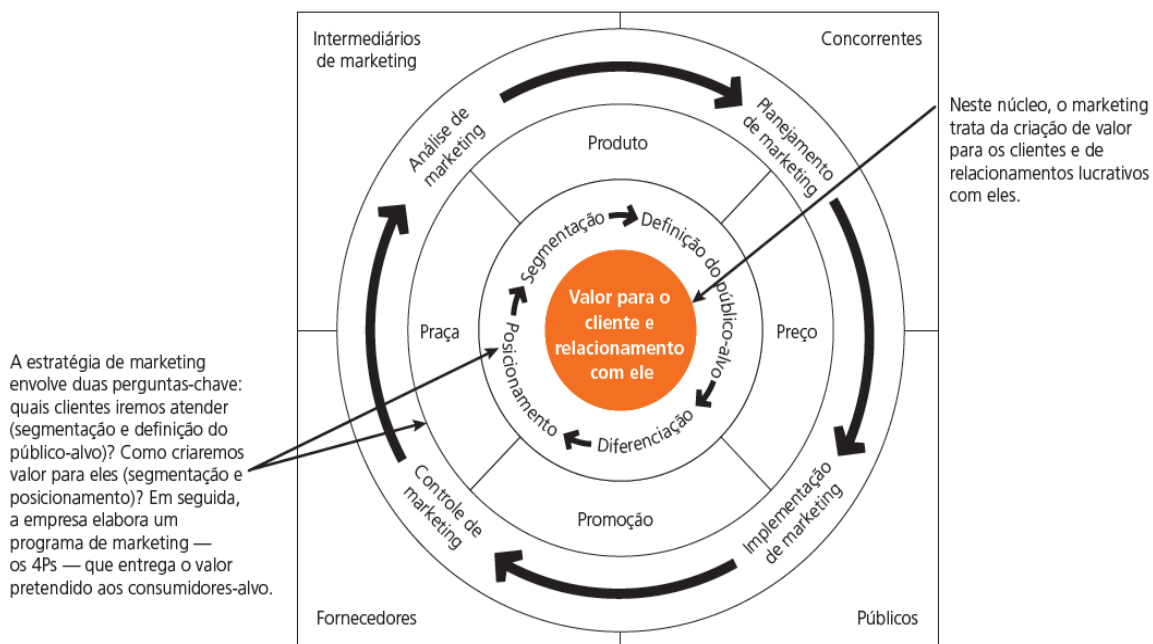 Intermediários
de marketing
Concorrentes
Análise de
marketing
Planejamento
de marketing
Produto
Segmentação
Definição do público-alvo
Valor para o
cliente e
relacionamento
com ele
Praça
Preço
Posicionamento
Diferenciação
Promoção
Controle de
marketing
Implementação
de marketing
Fornecedores
Públicos
Neste núcleo, o marketing
trata da criação de valor
para os clientes e de
relacionamentos lucrativos
com eles.
A estratégia de marketing
envolve duas perguntas-chave:
quais clientes iremos atender
(segmentação e definição do
público-alvo)? Como criaremos
valor para eles (segmentação e
posicionamento)? Em seguida,
a empresa elabora um
programa de marketing —
os 4Ps — que entrega o valor
pretendido aos consumidores-alvo.